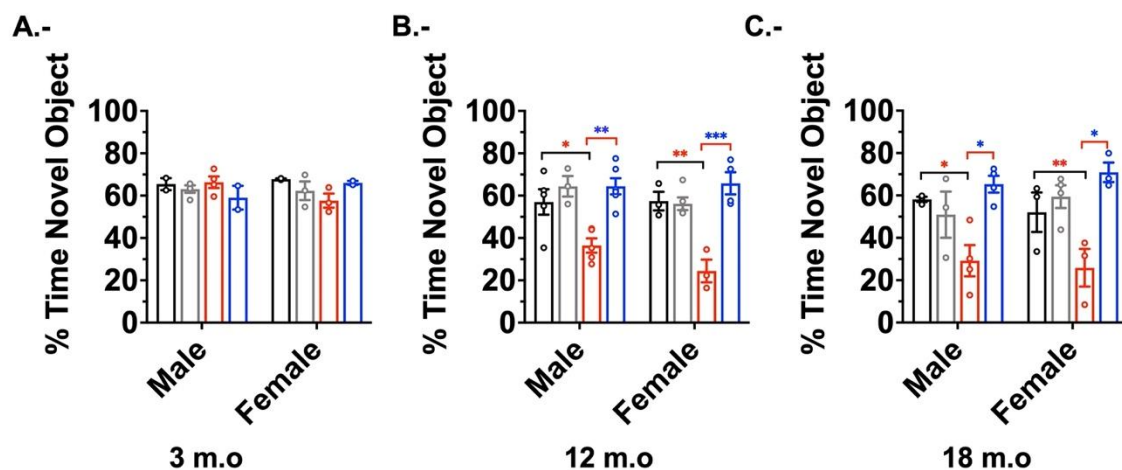 A.-
B.-
C.-
% Time Novel Object
100
80
60
40
20
0
Male
Female
3 m.o
% Time Novel Object
100
80
60
40
20
0
*
**
**
***
Male
Female
12 m.o
% Time Novel Object
100
80
60
40
20
0
*
*
**
*
Male
Female
18 m.o